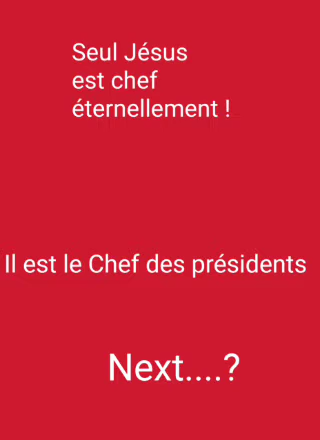 Seul Jésus
est chef
éternellement !
Il est le Chef des présidents
Next....?